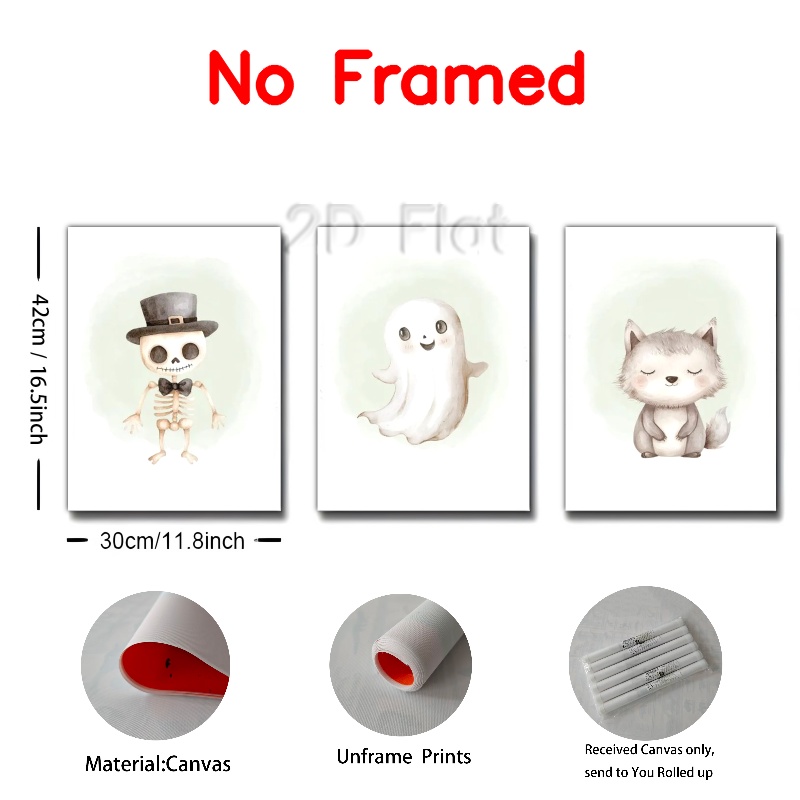 No Framed
2D Flat
42cm / 16.5inch
30cm/11.8inch
Material:Canvas
Unframe Prints
Received Canvas only,
send to You Rolled up